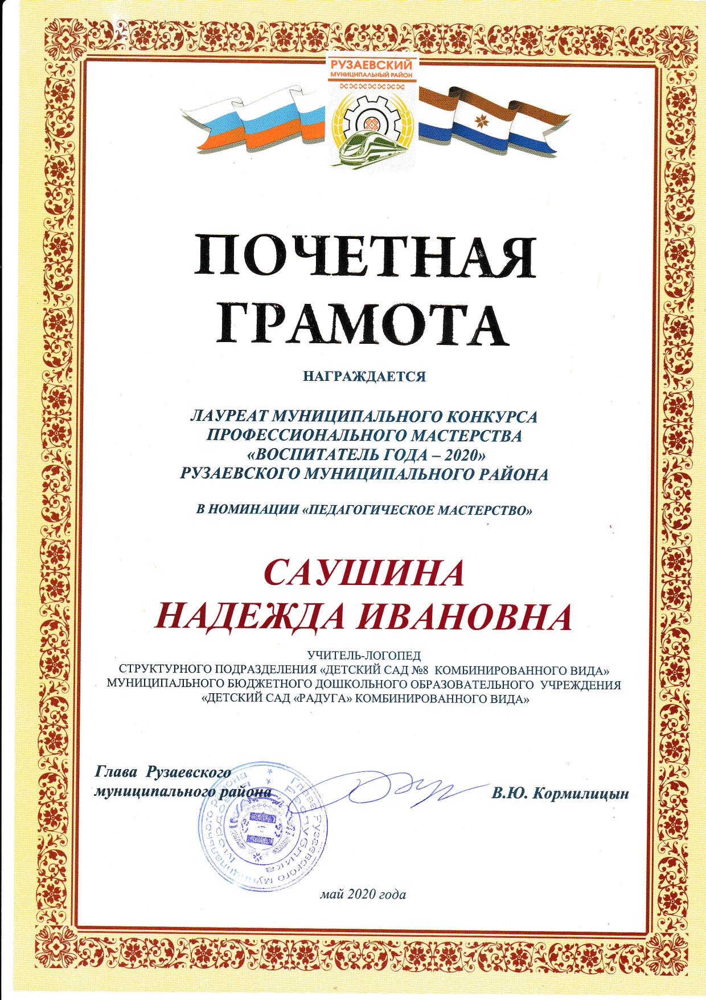 РУЗАЕВСКИЙ
МУНИЦИПАЛЬНЫЙ РАЙОН
ПОЧЕТНАЯ
ГРАМОТА
НАГРАЖДАЕТСЯ
ЛАУРЕАТ МУНИЦИПАЛЬНОГО КОНКУРСА
ПРОФЕССИОНАЛЬНОГО МАСТЕРСТВА
«ВОСПИТАТЕЛЬ ГОДА – 2020»
РУЗАЕВСКОГО МУНИЦИПАЛЬНОГО РАЙОНА
В НОМИНАЦИИ «ПЕДАГОГИЧЕСКОЕ МАСТЕРСТВО»
САУШИНА
НАДЕЖДА ИВАНОВНА
УЧИТЕЛЬ-ЛОГОПЕД
СТРУКТУРНОГО ПОДРАЗДЕЛЕНИЯ «ДЕТСКИЙ САД №8 КОМБИНИРОВАННОГО ВИДА»
МУНИЦИПАЛЬНОГО БЮДЖЕТНОГО ДОШКОЛЬНОГО ОБРАЗОВАТЕЛЬНОГО УЧРЕЖДЕНИЯ
«ДЕТСКИЙ САД «РАДУГА» КОМБИНИРОВАННОГО ВИДА»
Глава Рузаевского
муниципального района
В.Ю. Кормилицын
Глава Рузаевского муниципального района
Республика Мордовия
май 2020 года